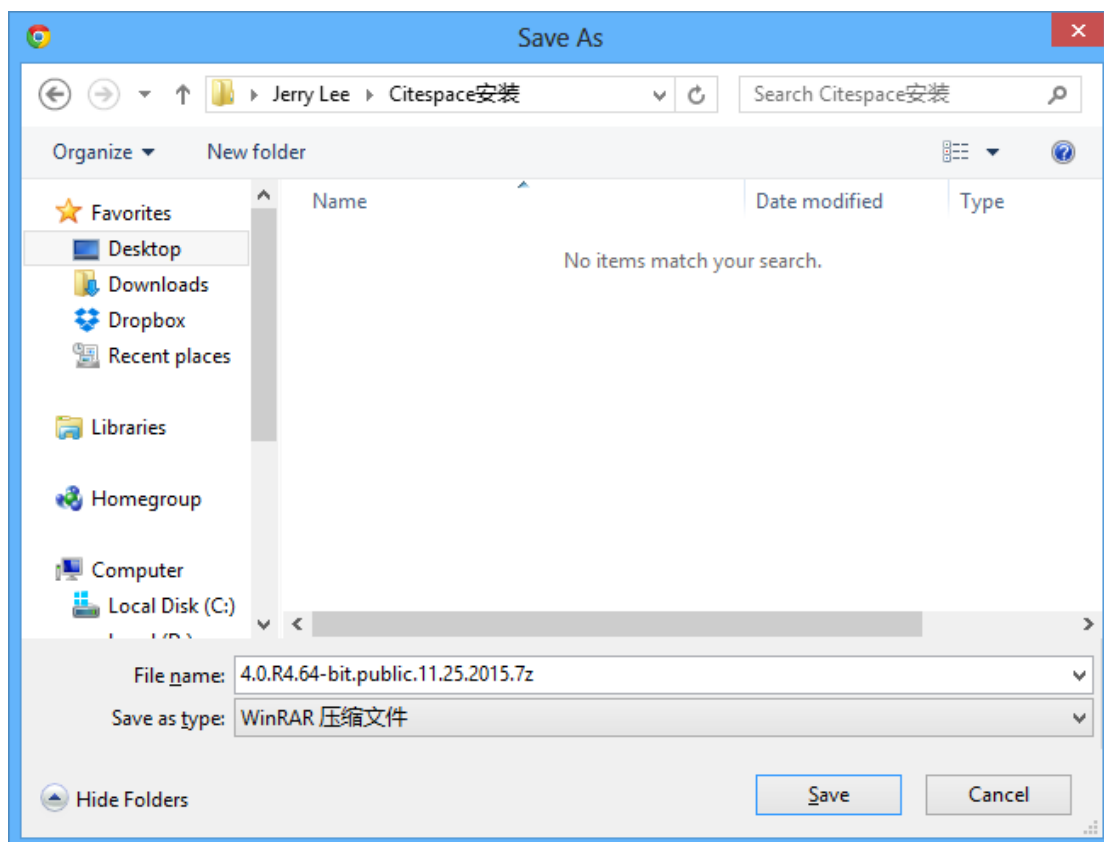 Save As
Jerry Lee Citespace安装
Search Citespace安装
Organize
New folder
Name
Date modified
Type
No items match your search.
Favorites
Desktop
Downloads
Dropbox
Recent places
Libraries
Homegroup
Computer
Local Disk (C:)
File name: 4.0.R4.64-bit.public.11.25.2015.7z
Save as type: WinRAR 压缩文件
Hide Folders
Save
Cancel